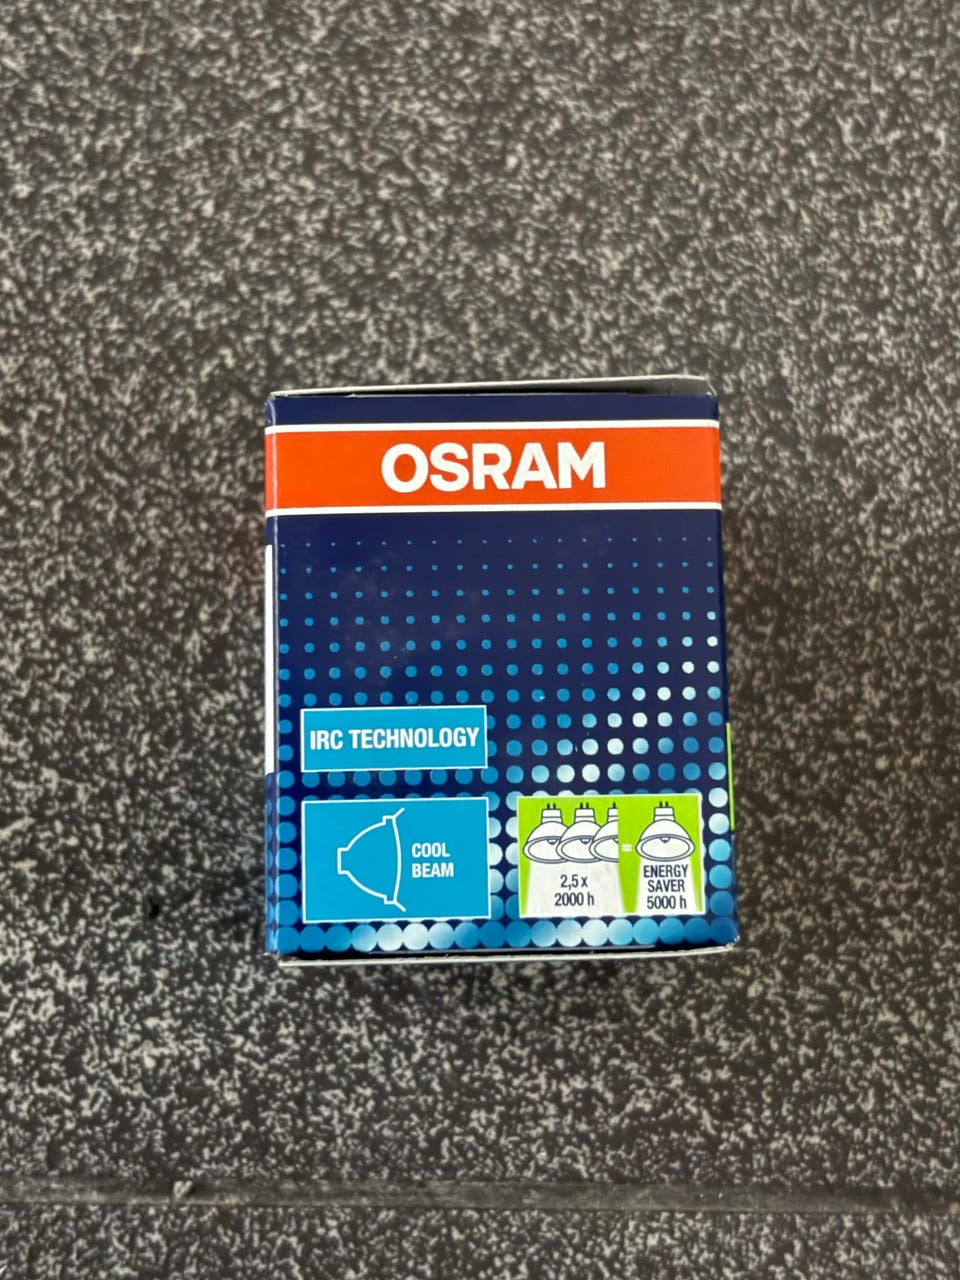 OSRAM
IRC TECHNOLOGY
COOL
BEAM
2,5 x
2000 h
=
ENERGY
SAVER
5000 h